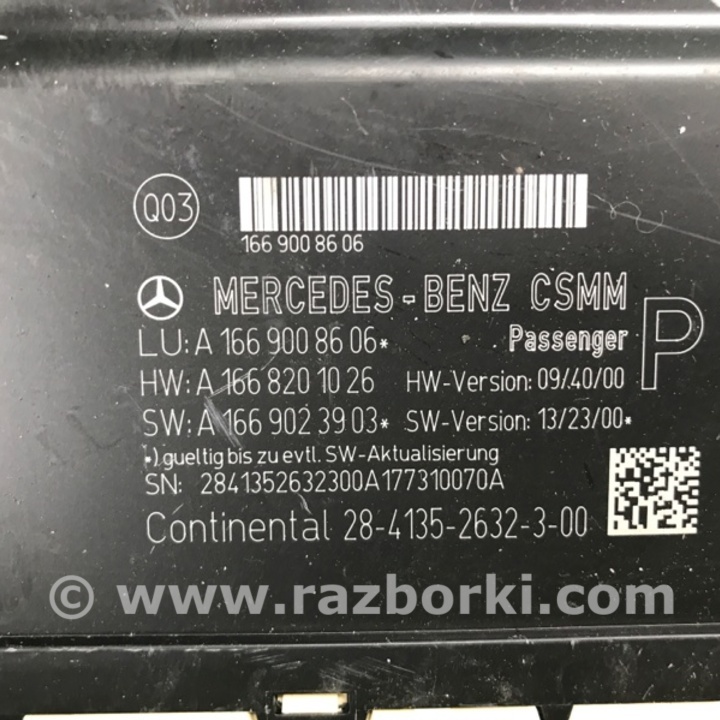 Q03
166 900 86 06
MERCEDES-BENZ CSMM
LU: A 166 900 86 06* Passenger P
HW: A 166 820 10 26 HW-Version: 09/40/00
SW: A 166 902 39 03* SW-Version: 13/23/00*
*) gueltig bis zu evtl. SW-Aktualisierung
SN: 2841352632300A177310070A
Continental 28-4135-2632-3-00
© www.razborki.com